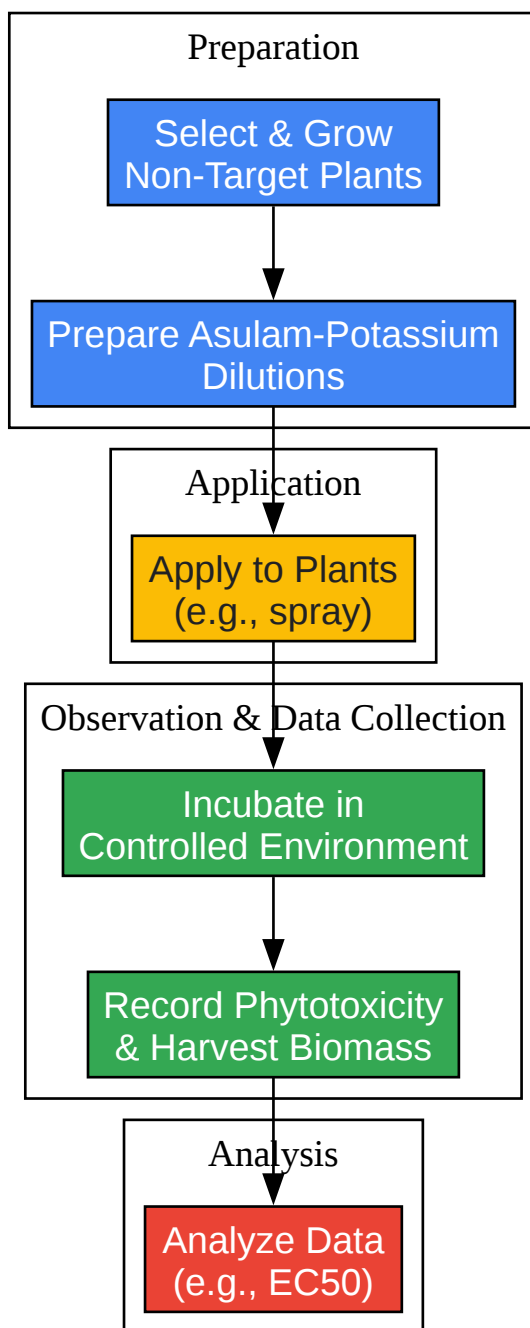 Preparation
Select & Grow
Non-Target Plants
Prepare Asulam-Potassium
Dilutions
Application
Apply to Plants
(e.g., spray)
Observation & Data Collection
Incubate in
Controlled Environment
Record Phytotoxicity
& Harvest Biomass
Analysis
Analyze Data
(e.g., EC50)